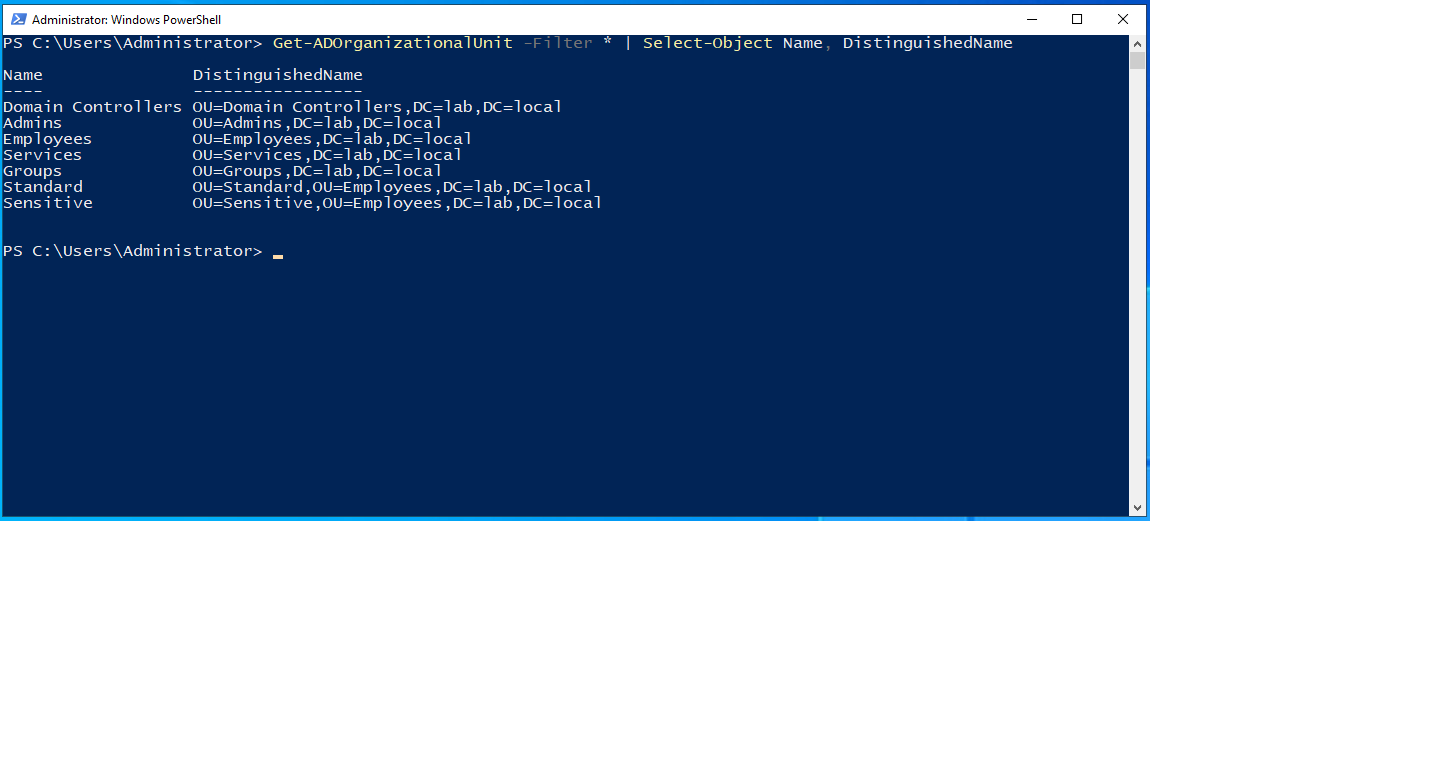 Administrator: Windows PowerShell
PS C:\Users\Administrator> Get-ADOrganizationalUnit -Filter * | Select-Object Name, DistinguishedName
Name               DistinguishedName
----               -----------------
Domain Controllers OU=Domain Controllers,DC=lab,DC=local
Admins             OU=Admins,DC=lab,DC=local
Employees          OU=Employees,DC=lab,DC=local
Services           OU=Services,DC=lab,DC=local
Groups             OU=Groups,DC=lab,DC=local
Standard           OU=Standard,OU=Employees,DC=lab,DC=local
Sensitive          OU=Sensitive,OU=Employees,DC=lab,DC=local
PS C:\Users\Administrator>